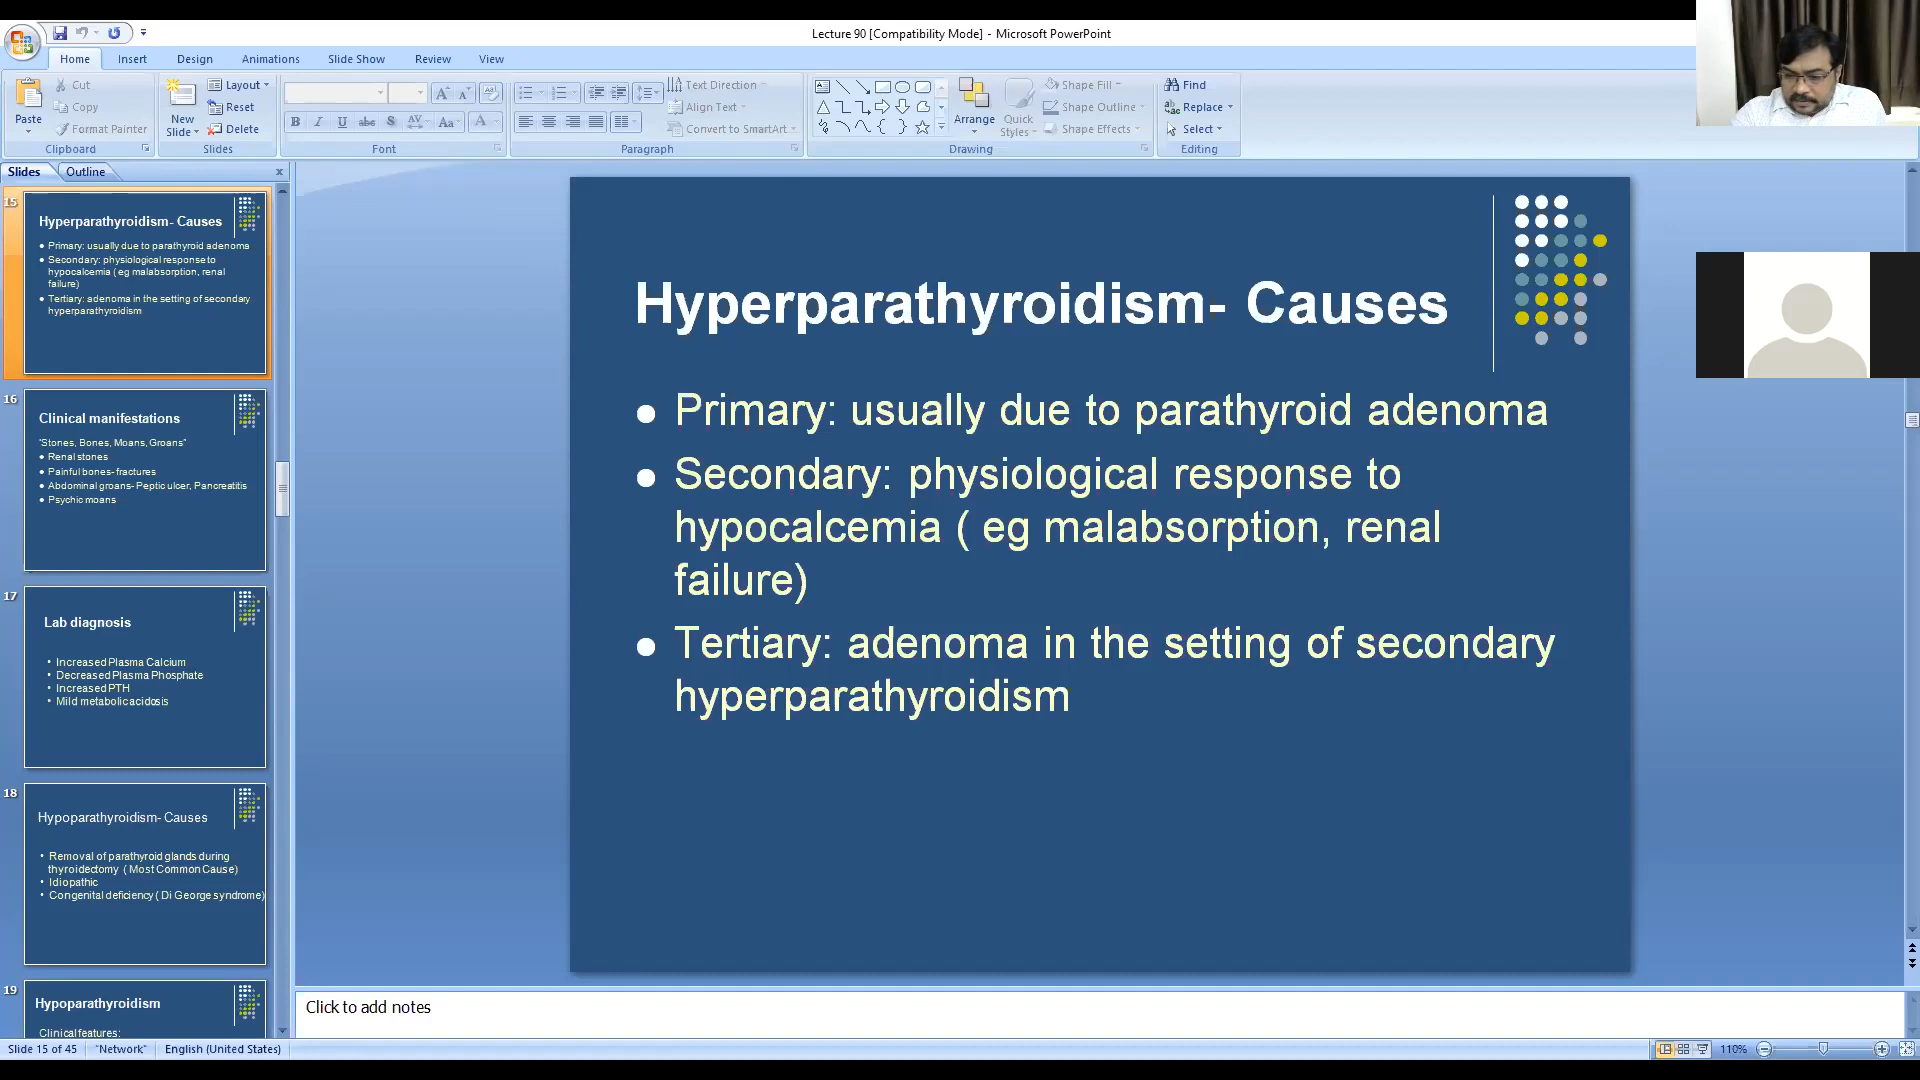 Lecture 90 [Compatibility Mode] - Microsoft PowerPoint
Home Insert Design Animations Slide Show Review View
Paste
Cut
Copy
Format Painter
Clipboard
New Slide
Layout
Reset
Delete
Slides
Font
Text Direction
Align Text
Convert to SmartArt
Paragraph
Arrange
Quick Styles
Shape Fill
Shape Outline
Shape Effects
Drawing
Find
Replace
Select
Editing
Slides Outline
15
Hyperparathyroidism- Causes
Primary: usually due to parathyroid adenoma
Secondary: physiological response to
hypocalcemia ( eg malabsorption, renal
failure)
Tertiary: adenoma in the setting of secondary
hyperparathyroidism
16
Clinical manifestations
"Stones, Bones, Moans, Groans"
Renal stones
Painful bones- fractures
Abdominal groans- Peptic ulcer, Pancreatitis
Psychic moans
17
Lab diagnosis
Increased Plasma Calcium
Decreased Plasma Phosphate
Increased PTH
Mild metabolic acidosis
18
Hypoparathyroidism- Causes
Removal of parathyroid glands during
thyroidectomy ( Most Common Cause)
Idiopathic
Congenital deficiency ( Di George syndrome)
19
Hypoparathyroidism
Clinical features:
Hyperparathyroidism- Causes
Primary: usually due to parathyroid adenoma
Secondary: physiological response to
hypocalcemia ( eg malabsorption, renal
failure)
Tertiary: adenoma in the setting of secondary
hyperparathyroidism
Click to add notes
Slide 15 of 45 "Network" English (United States) 110%